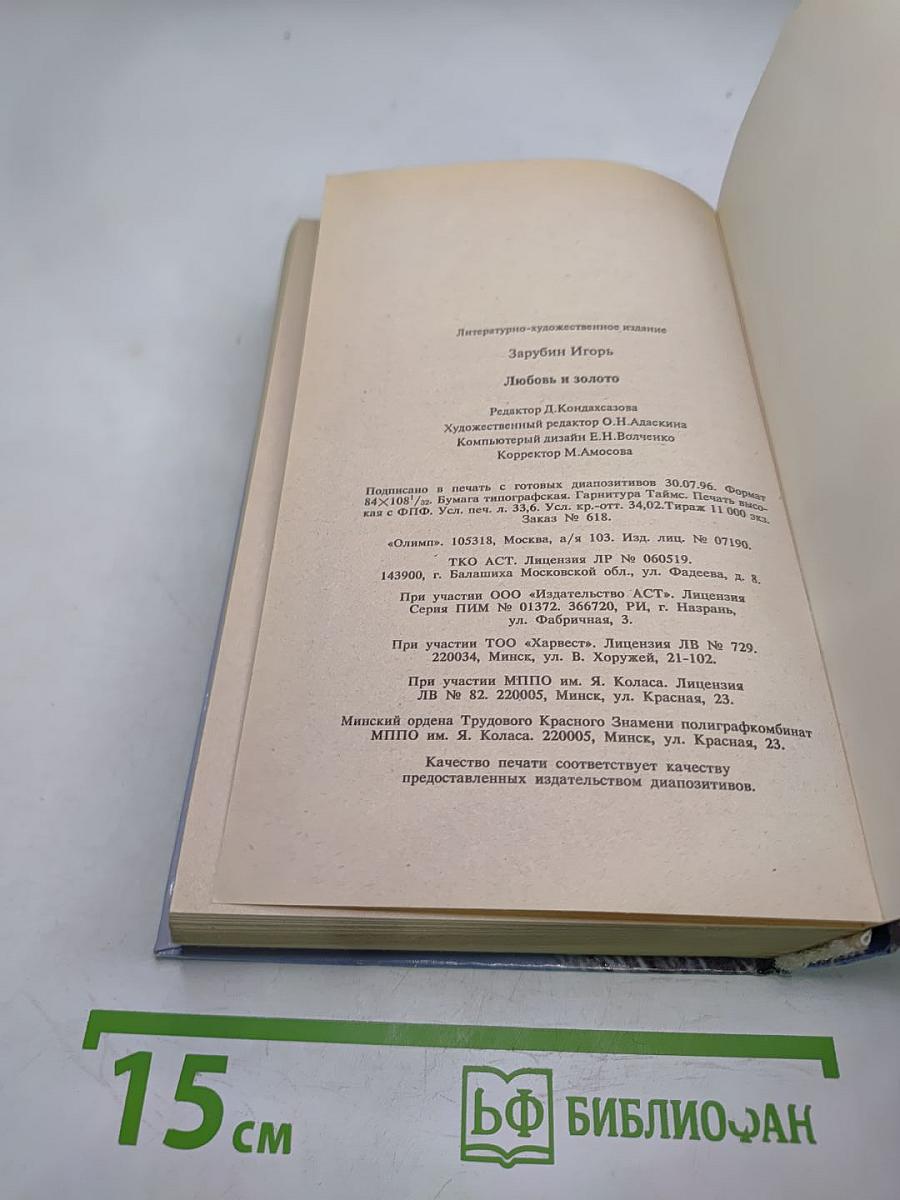 Литературно-художественное издание
Зарубин Игорь
Любовь и золото
Редактор Д.Кондахсазова
Художественный редактор О.Н.Адаскина
Компьютерый дизайн Е.Н.Волченко
Корректор М.Амосова
Подписано в печать с готовых диапозитивов 30.07.96. Формат
84×108¹/₃₂. Бумага типографская. Гарнитура Таймс. Печать высо-
кая с ФПФ. Усл. печ. л. 33,6. Усл. кр.-отт. 34,02.Тираж 11 000 экз.
Заказ № 618.
«Олимп». 105318, Москва, а/я 103. Изд. лиц. № 07190.
ТКО АСТ. Лицензия ЛР № 060519.
143900, г. Балашиха Московской обл., ул. Фадеева, д. 8.
При участии ООО «Издательство АСТ». Лицензия
Серия ПИМ № 01372. 366720, РИ, г. Назрань,
ул. Фабричная, 3.
При участии ТОО «Харвест». Лицензия ЛВ № 729.
220034, Минск, ул. В. Хоружей, 21-102.
При участии МППО им. Я. Коласа. Лицензия
ЛВ № 82. 220005, Минск, ул. Красная, 23.
Минский ордена Трудового Красного Знамени полиграфкомбинат
МППО им. Я. Коласа. 220005, Минск, ул. Красная, 23.
Качество печати соответствует качеству
предоставленных издательством диапозитивов.
15 см
БФ БИБЛИОФАН